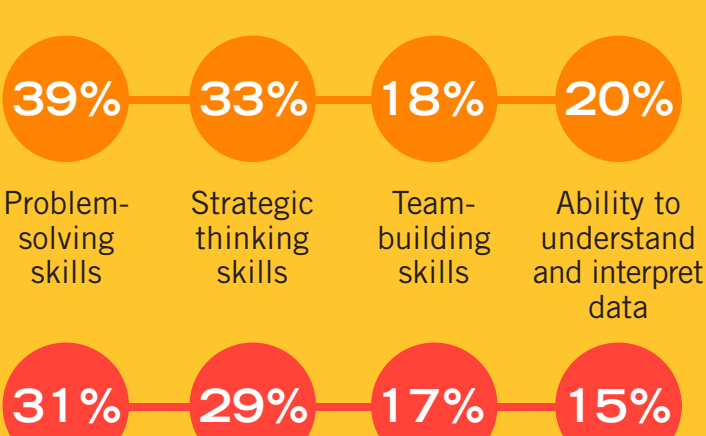 39% 33% 18% 20%
Problem- Strategic Team- Ability to
solving thinking building understand
skills skills skills and interpret
data
31% 29% 17% 15%